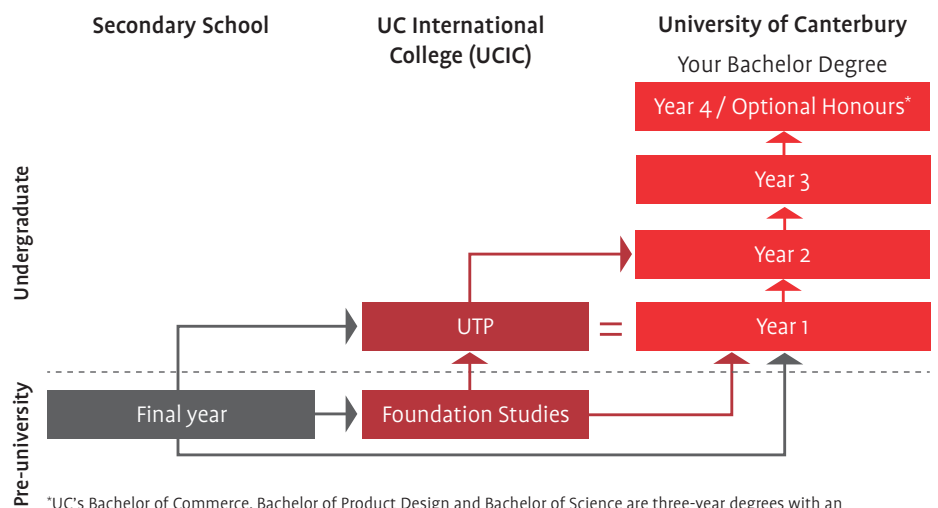 Secondary School
UC International
College (UCIC)
University of Canterbury
Your Bachelor Degree
Year 4 / Optional Honours*
Year 3
Undergraduate
Year 2
UTP
=
Year 1
Pre-university
Final year
Foundation Studies
*UC's Bachelor of Commerce, Bachelor of Product Design and Bachelor of Science are three-year degrees with an